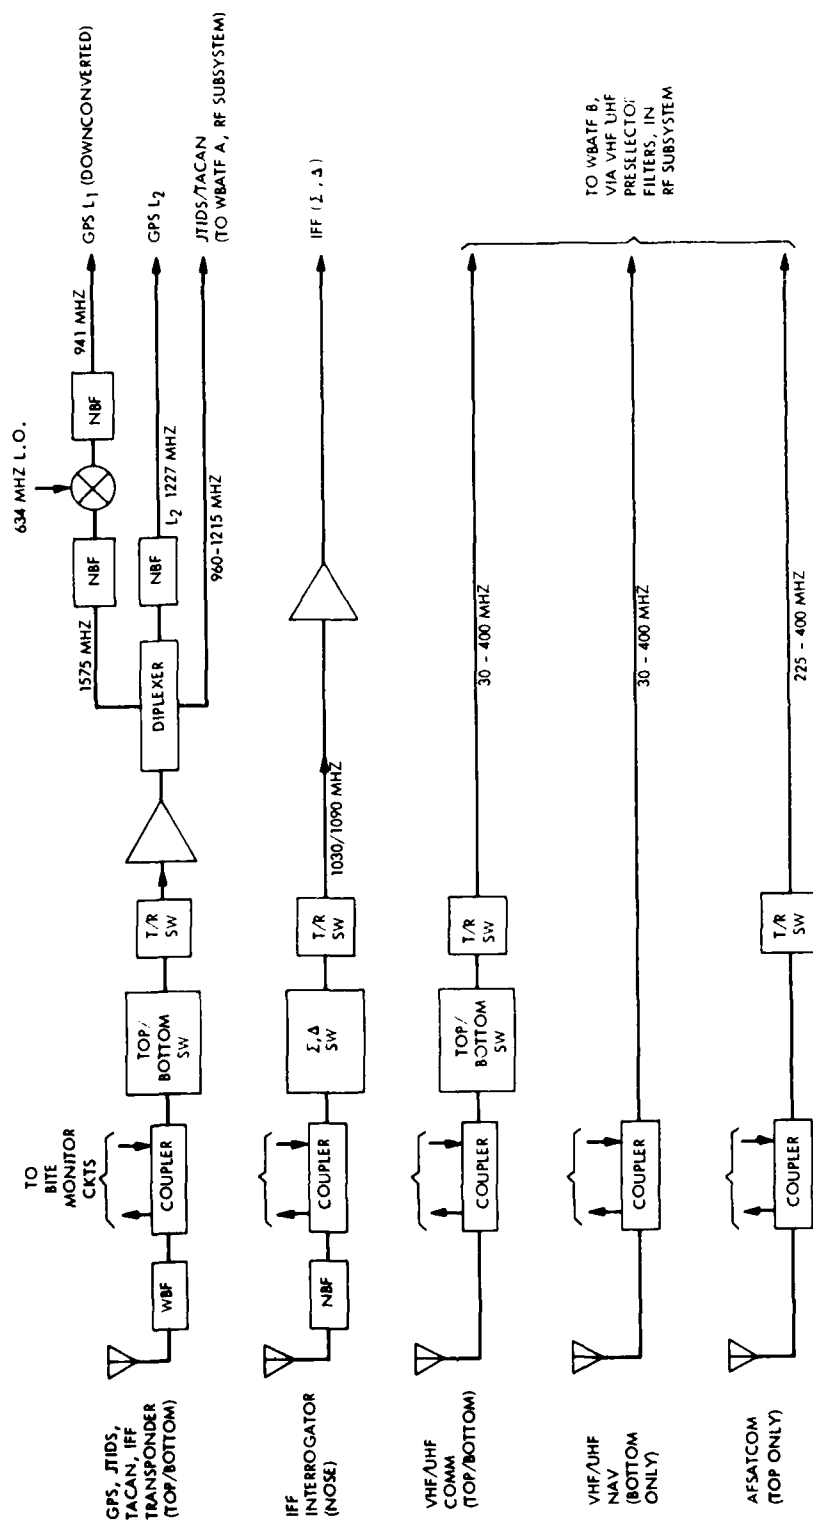 GPS, JTIDS,
TACAN, IFF
TRANSPONDER
(TOP/BOTTOM)
WBF
TO
BITE
MONITOR
CKTS
COUPLER
TOP/
BOTTOM
SW
T/R
SW
DIPLEXER
1575 MHZ
NBF
634 MHZ L.O.
NBF
941 MHZ
GPS L1 (DOWNCONVERTED)
NBF
L2 1227 MHZ
GPS L2
960-1215 MHZ
JTIDS/TACAN
(TO WBATF A, RF SUBSYSTEM)
IFF
INTERROGATOR
(NOSE)
NBF
COUPLER
Σ,Δ
SW
T/R
SW
1030/1090 MHZ
IFF (Σ,Δ)
VHF/UHF
COMM
(TOP/BOTTOM)
COUPLER
TOP/
BOTTOM
SW
T/R
SW
30 - 400 MHZ
VHF/UHF
NAV
(BOTTOM
ONLY)
COUPLER
30 - 400 MHZ
AFSATCOM
(TOP ONLY)
COUPLER
T/R
SW
225 - 400 MHZ
TO WBATF B,
VIA VHF UHF
PRESELECTOR
FILTERS, IN
RF SUBSYSTEM